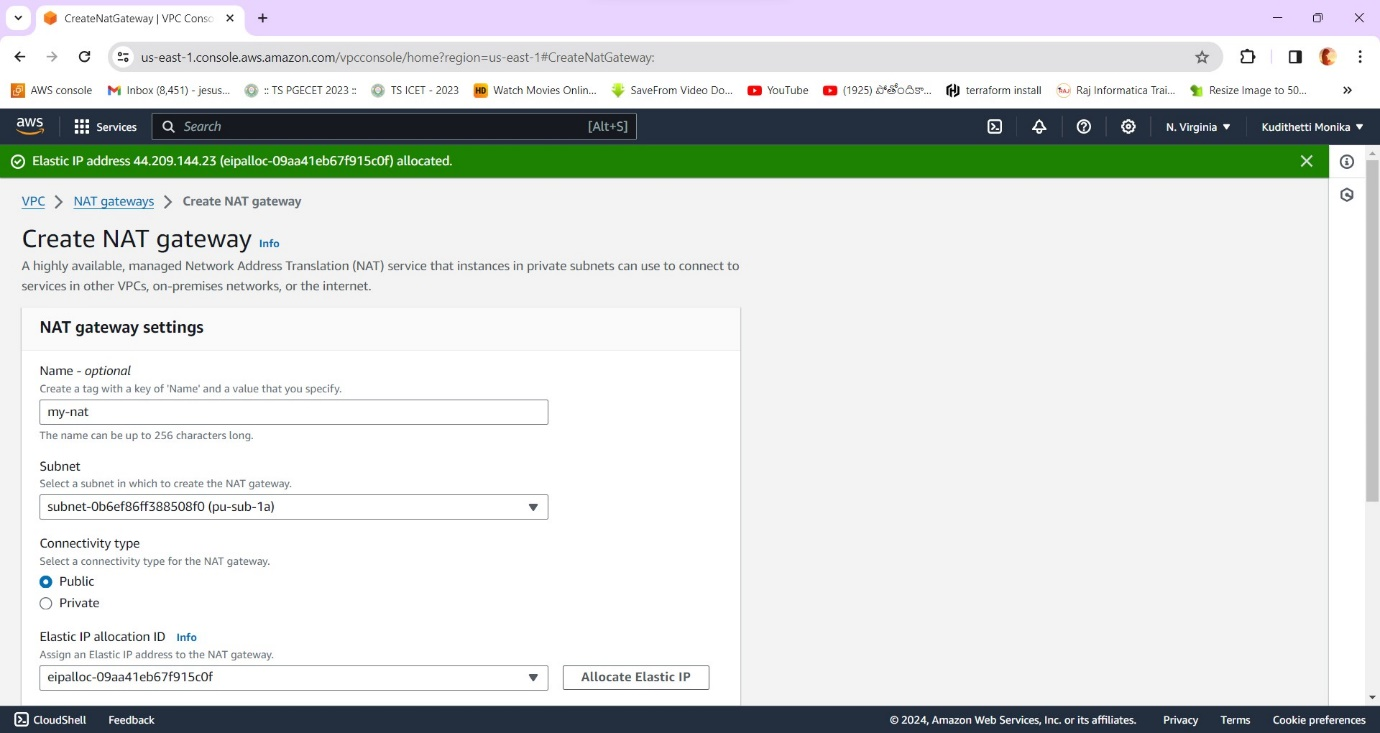 CreateNatGateway | VPC Conso
us-east-1.console.aws.amazon.com/vpcconsole/home?region=us-east-1#CreateNatGateway:
AWS console
Inbox (8,451) - jesus...
:: TS PGECET 2023 ::
TS ICET - 2023
HD
Watch Movies Onlin...
SaveFrom Video Do...
YouTube
(1925)
terraform install
Raj Informatica Trai...
Resize Image to 50...
aws
Services
Search
[Alt+S]
N. Virginia
Kudithetti Monika
Elastic IP address 44.209.144.23 (eipalloc-09aa41eb67f915c0f) allocated.
VPC
NAT gateways
Create NAT gateway
Create NAT gateway Info
A highly available, managed Network Address Translation (NAT) service that instances in private subnets can use to connect to
services in other VPCs, on-premises networks, or the internet.
NAT gateway settings
Name - optional
Create a tag with a key of 'Name' and a value that you specify.
my-nat
The name can be up to 256 characters long.
Subnet
Select a subnet in which to create the NAT gateway.
subnet-0b6ef86ff388508f0 (pu-sub-1a)
Connectivity type
Select a connectivity type for the NAT gateway.
Public
Private
Elastic IP allocation ID Info
Assign an Elastic IP address to the NAT gateway.
eipalloc-09aa41eb67f915c0f
Allocate Elastic IP
CloudShell
Feedback
© 2024, Amazon Web Services, Inc. or its affiliates.
Privacy
Terms
Cookie preferences